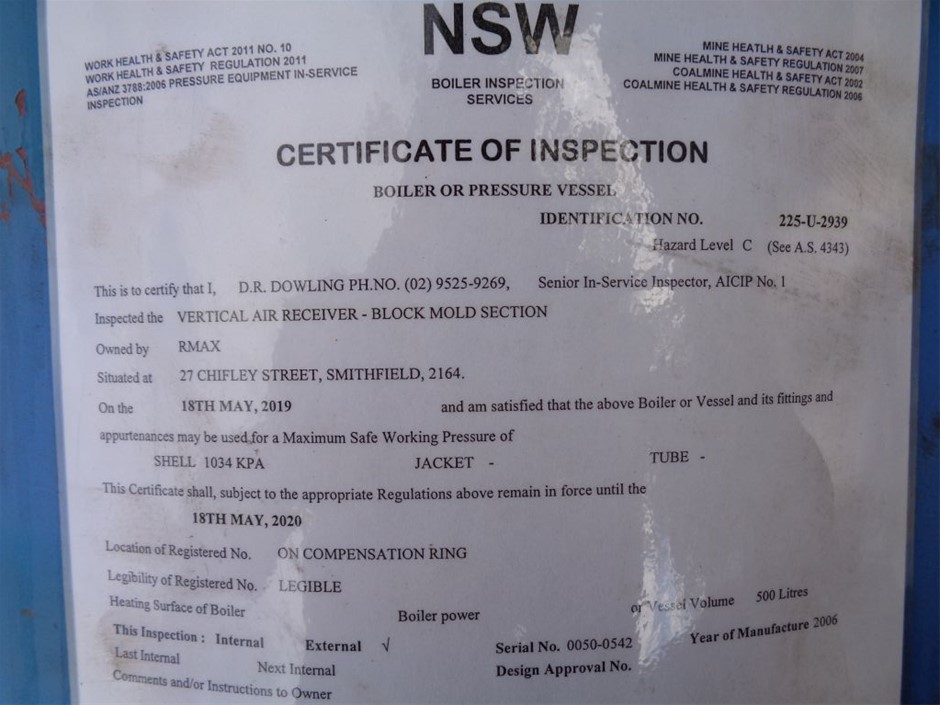 NSW
WORK HEALTH & SAFETY ACT 2011 NO. 10
WORK HEALTH & SAFETY REGULATION 2011
AS/ANZ 3788:2006 PRESSURE EQUIPMENT IN-SERVICE
INSPECTION
BOILER INSPECTION
SERVICES
MINE HEATLH & SAFETY ACT 2004
MINE HEALTH & SAFETY REGULATION 2007
COALMINE HEALTH & SAFETY ACT 2002
COALMINE HEALTH & SAFETY REGULATION 2006
CERTIFICATE OF INSPECTION
BOILER OR PRESSURE VESSEL
IDENTIFICATION NO. 225-U-2939
Hazard Level C (See A.S. 4343)
This is to certify that I, D.R. DOWLING PH.NO. (02) 9525-9269, Senior In-Service Inspector, AICIP No. 1
Inspected the VERTICAL AIR RECEIVER - BLOCK MOLD SECTION
Owned by RMAX
Situated at 27 CHIFLEY STREET, SMITHFIELD, 2164.
On the 18TH MAY, 2019 and am satisfied that the above Boiler or Vessel and its fittings and
appurtenances may be used for a Maximum Safe Working Pressure of
SHELL 1034 KPA JACKET - TUBE -
This Certificate shall, subject to the appropriate Regulations above remain in force until the
18TH MAY, 2020
Location of Registered No. ON COMPENSATION RING
Legibility of Registered No. LEGIBLE
Heating Surface of Boiler Boiler power or Vessel Volume 500 Litres
This Inspection : Internal External √ Serial No. 0050-0542 Year of Manufacture 2006
Last Internal Next Internal Design Approval No.
Comments and/or Instructions to Owner